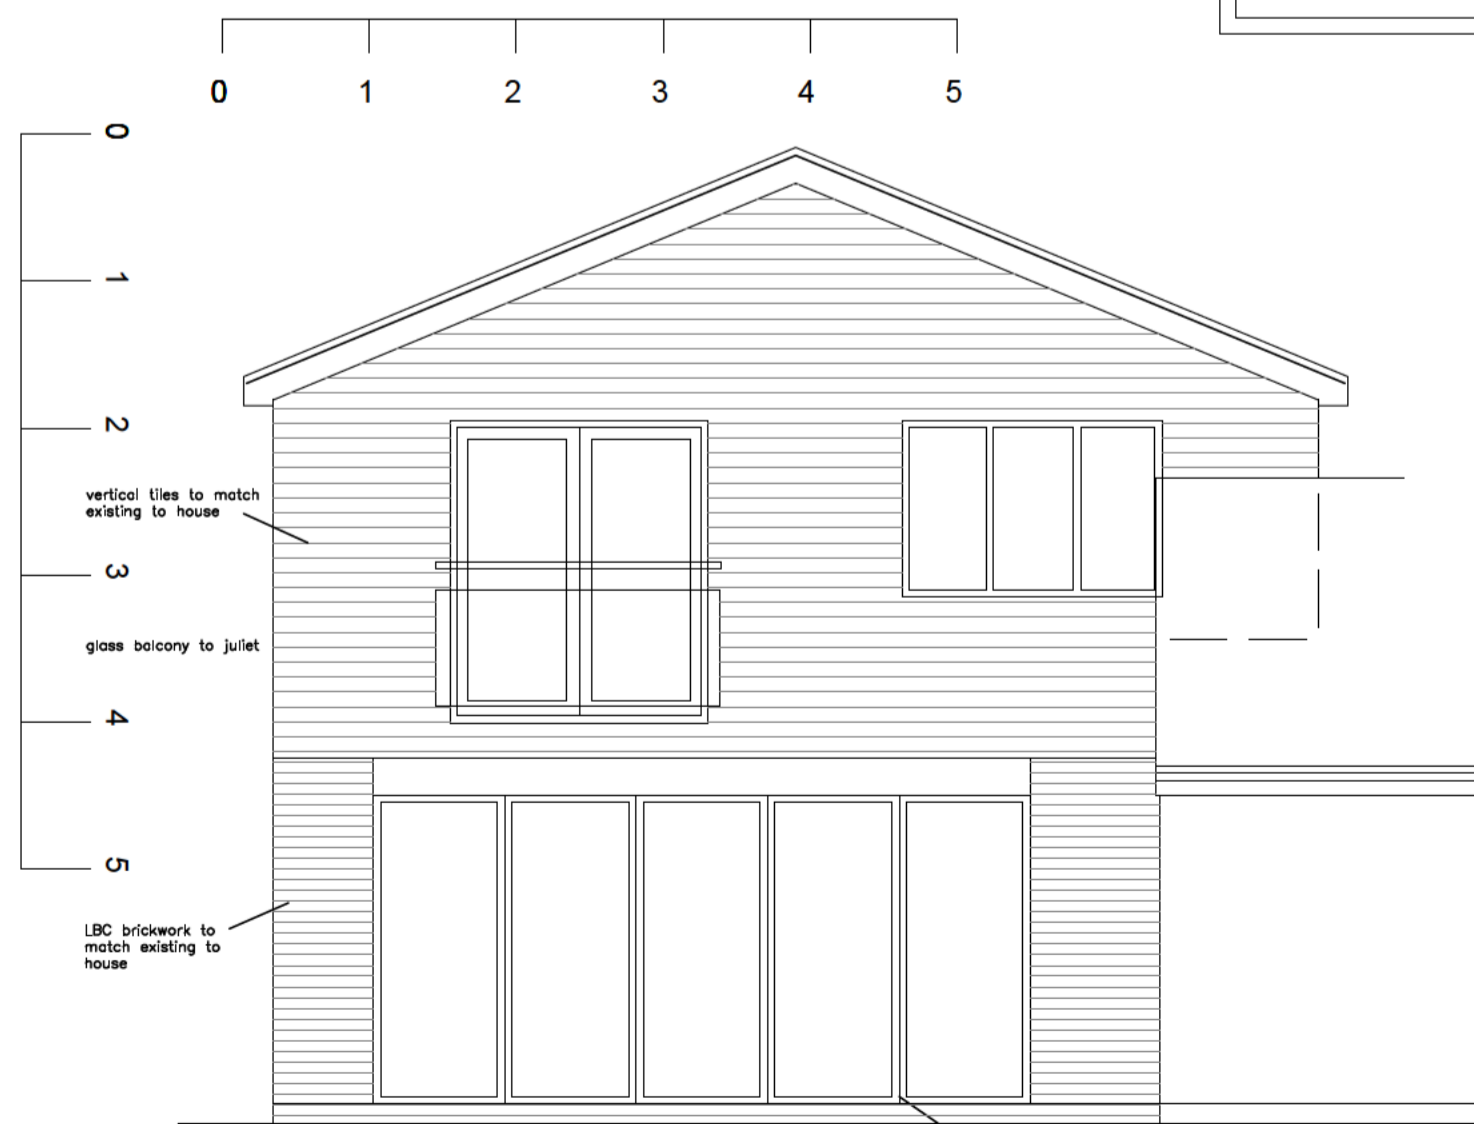 0 1 2 3 4 5
0
1
2
3
4
5
vertical tiles to match
existing to house
glass balcony to juliet
LBC brickwork to
match existing to
house